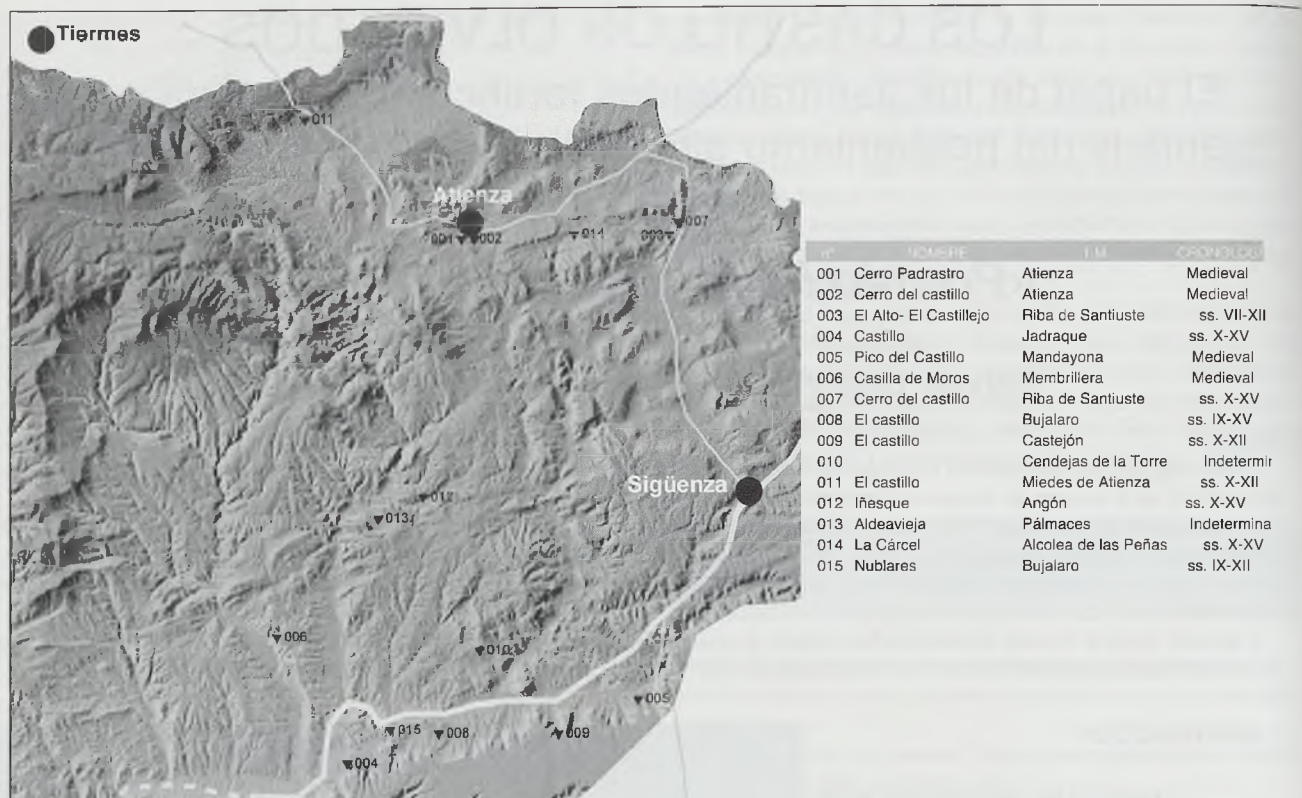 Tiermes
011
Atienza
001 002
014
003
007
Sigüenza
012
013
006
010
005
015
008
009
004
nº NOMBRE T.M. CRONOLOG
001 Cerro Padrastro Atienza Medieval
002 Cerro del castillo Atienza Medieval
003 El Alto- El Castillejo Riba de Santiuste ss. VII-XII
004 Castillo Jadraque ss. X-XV
005 Pico del Castillo Mandayona Medieval
006 Casilla de Moros Membrillera Medieval
007 Cerro del castillo Riba de Santiuste ss. X-XV
008 El castillo Bujalaro ss. IX-XV
009 El castillo Castejón ss. X-XII
010 Cendejas de la Torre Indetermin
011 El castillo Miedes de Atienza ss. X-XII
012 Iñesque Angón ss. X-XV
013 Aldeavieja Pálmaces Indetermina
014 La Cárcel Alcolea de las Peñas ss. X-XV
015 Nublares Bujalaro ss. IX-XII